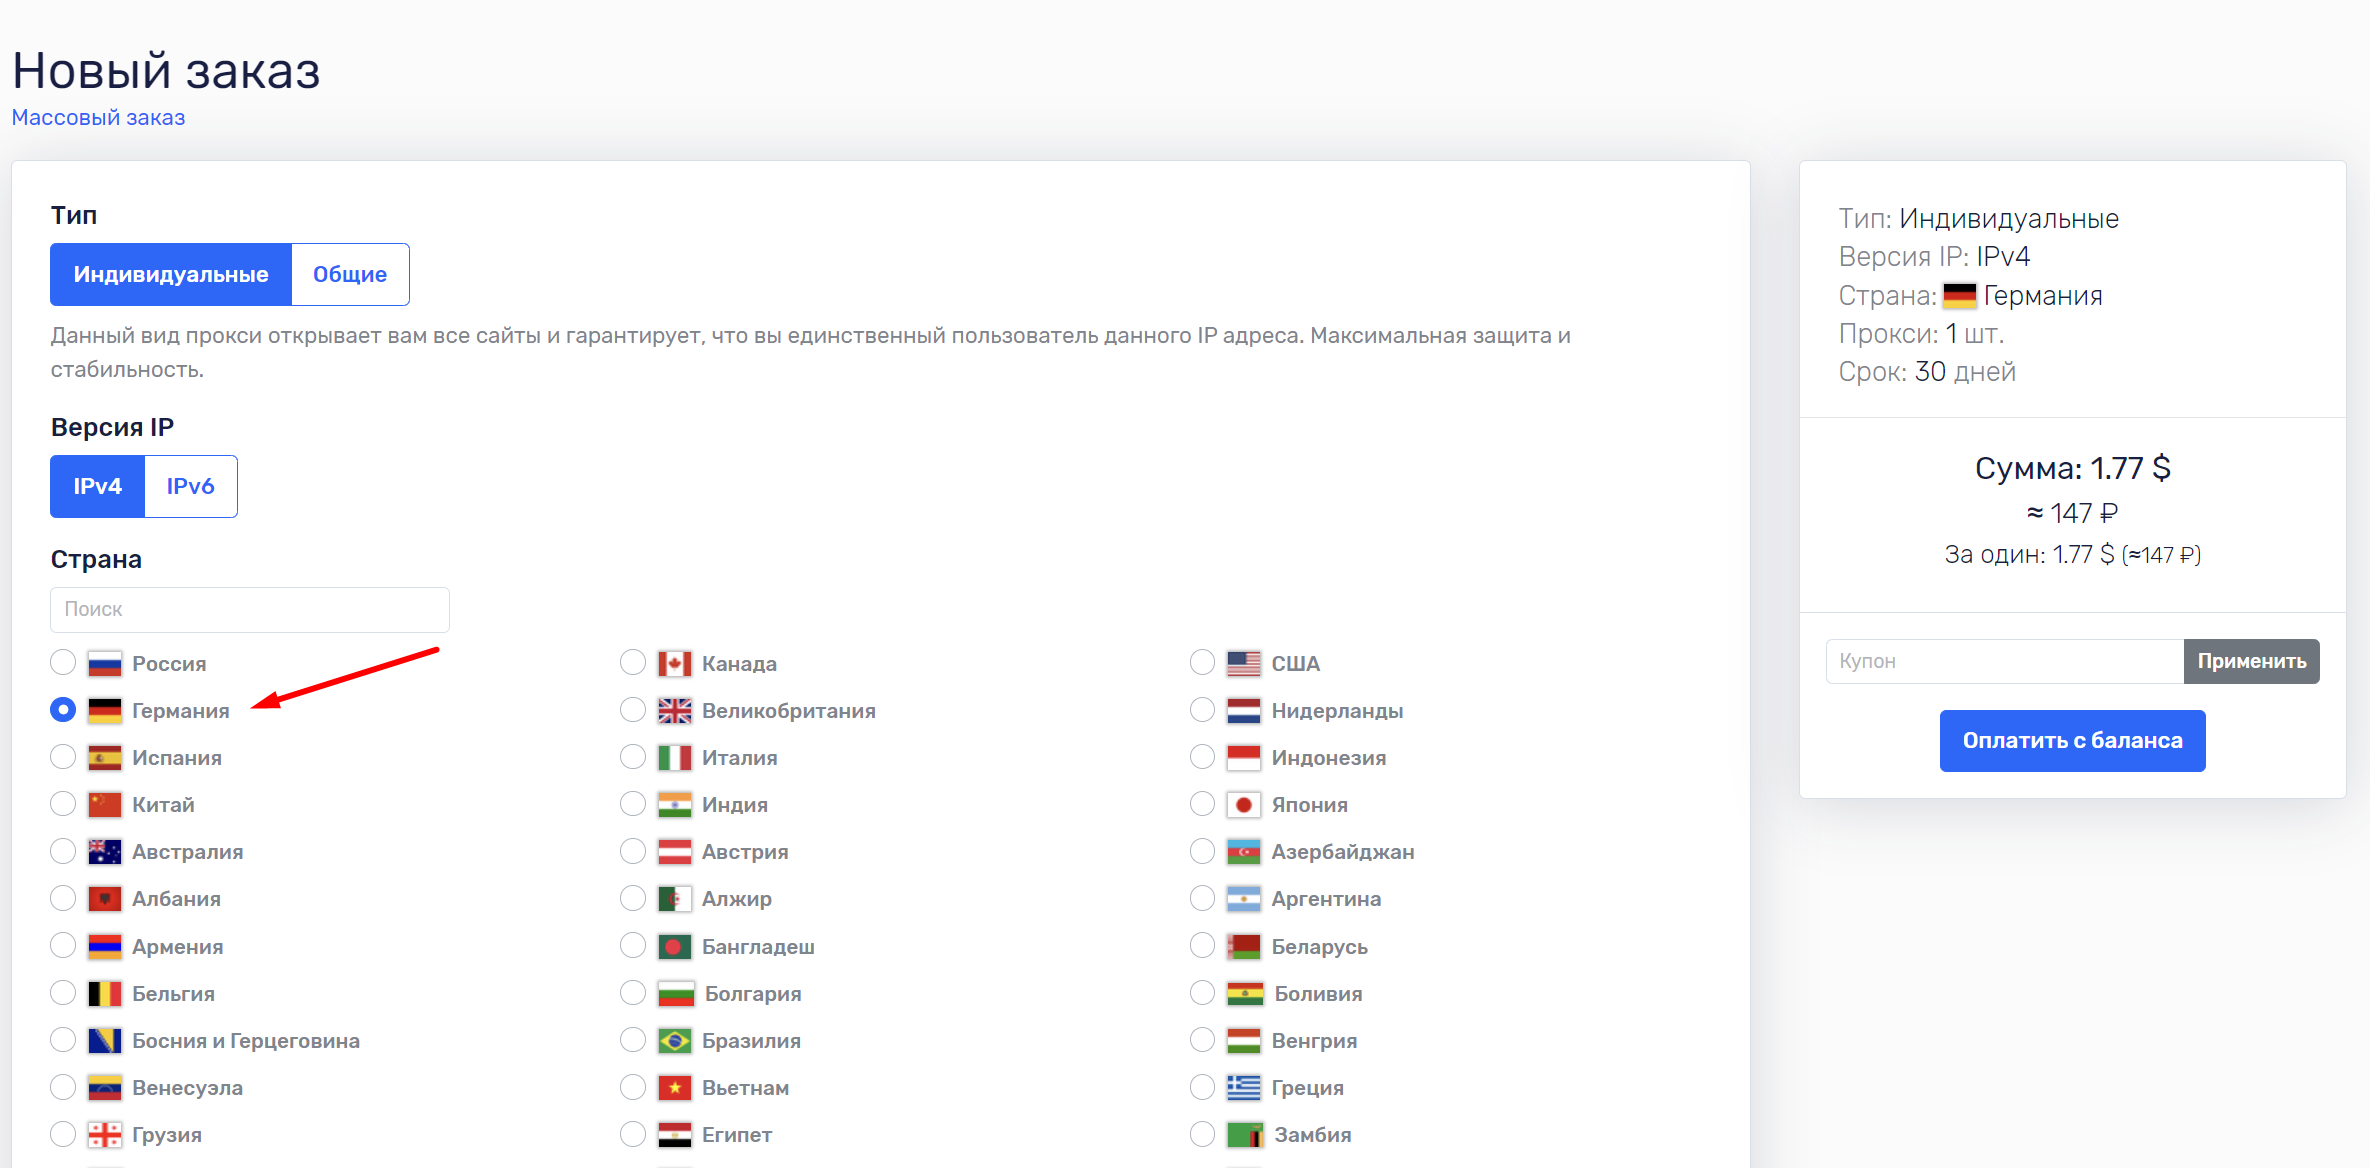 Новый заказ
Массовый заказ
Тип
Индивидуальные Общие
Данный вид прокси открывает вам все сайты и гарантирует, что вы единственный пользователь данного IP адреса. Максимальная защита и
стабильность.
Версия IP
IPv4 IPv6
Страна
Поиск
Россия Канада США
Германия Великобритания Нидерланды
Испания Италия Индонезия
Китай Индия Япония
Австралия Австрия Азербайджан
Албания Алжир Аргентина
Армения Бангладеш Беларусь
Бельгия Болгария Боливия
Босния и Герцеговина Бразилия Венгрия
Венесуэла Вьетнам Греция
Грузия Египет Замбия
Тип: Индивидуальные
Версия IP: IPv4
Страна: Германия
Прокси: 1 шт.
Срок: 30 дней
Сумма: 1.77 $
≈ 147 ₽
За один: 1.77 $ (≈147 ₽)
Купон Применить
Оплатить с баланса